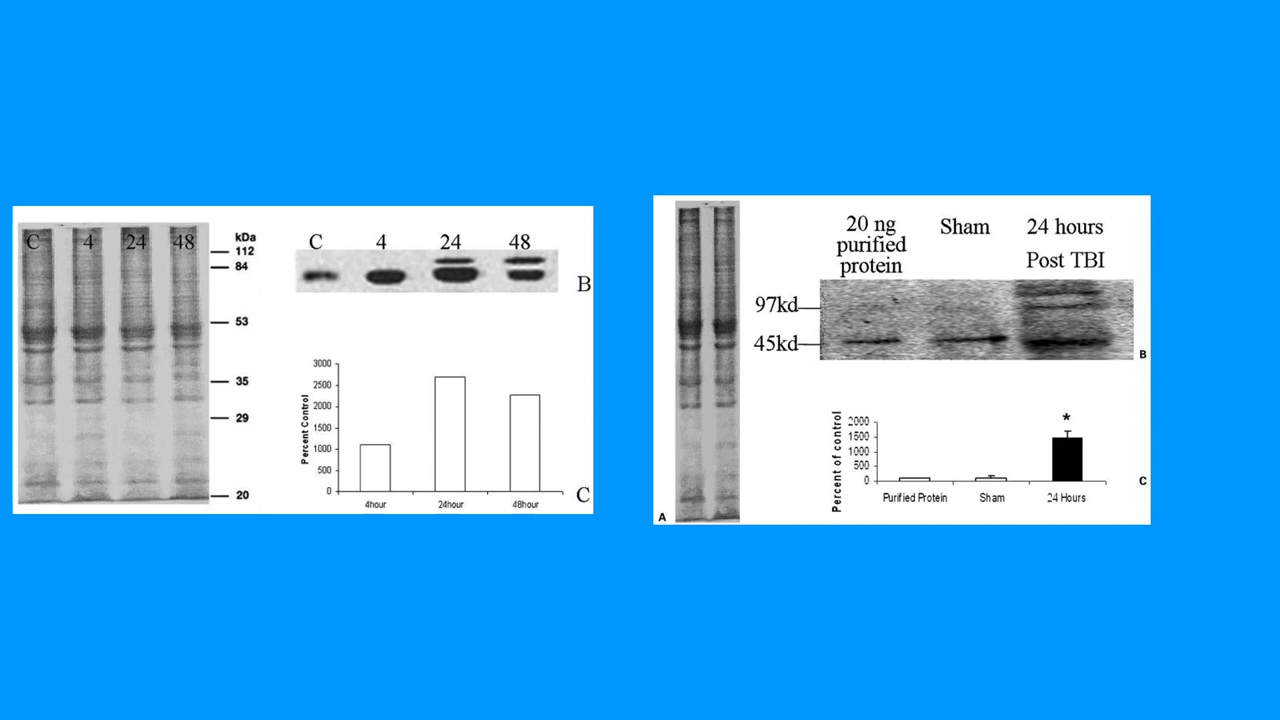 C 4 24 48
kDa
112
84
53
35
29
20
C 4 24 48
B
3000
2500
2000
1500
1000
500
0
Percent Control
4hour 24hour 48hour
C
A
20 ng
purified
protein
Sham
24 hours
Post TBI
97kd
45kd
B
2000
1500
1000
500
0
Percent of control
*
Purified Protein Sham 24 Hours
C